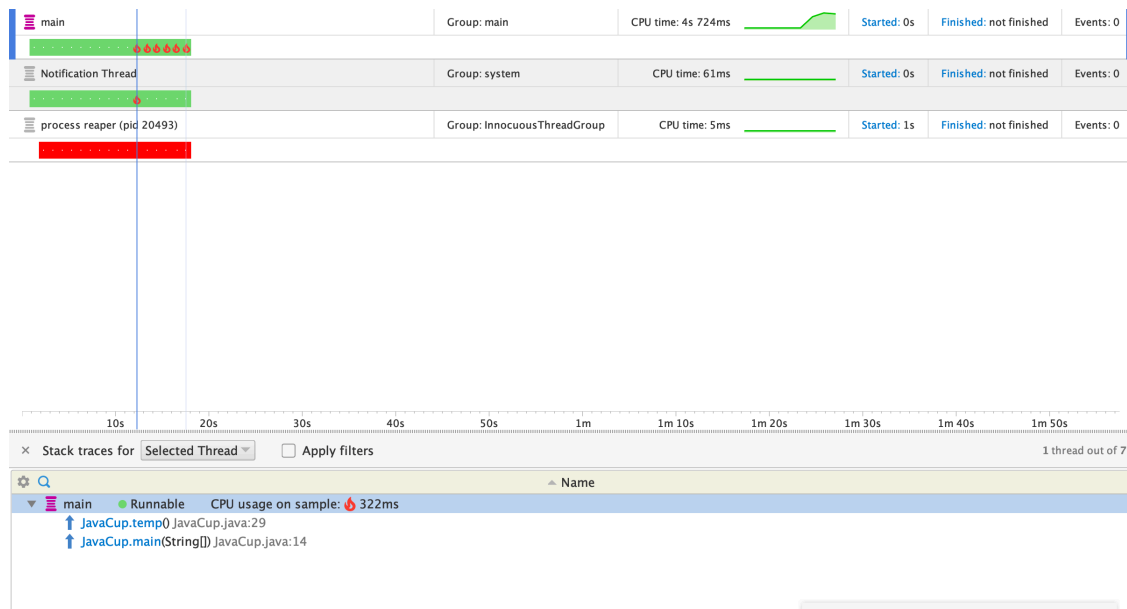 main Group: main CPU time: 4s 724ms Started: 0s Finished: not finished Events: 0
Notification Thread Group: system CPU time: 61ms Started: 0s Finished: not finished Events: 0
process reaper (pid 20493) Group: InnocuousThreadGroup CPU time: 5ms Started: 1s Finished: not finished Events: 0
10s 20s 30s 40s 50s 1m 1m 10s 1m 20s 1m 30s 1m 40s 1m 50s
× Stack traces for Selected Thread Apply filters 1 thread out of 7
Name
main Runnable CPU usage on sample: 322ms
JavaCup.temp() JavaCup.java:29
JavaCup.main(String[]) JavaCup.java:14